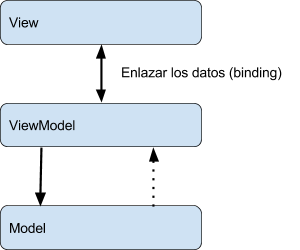 View
Enlazar los datos (binding)
ViewModel
Model